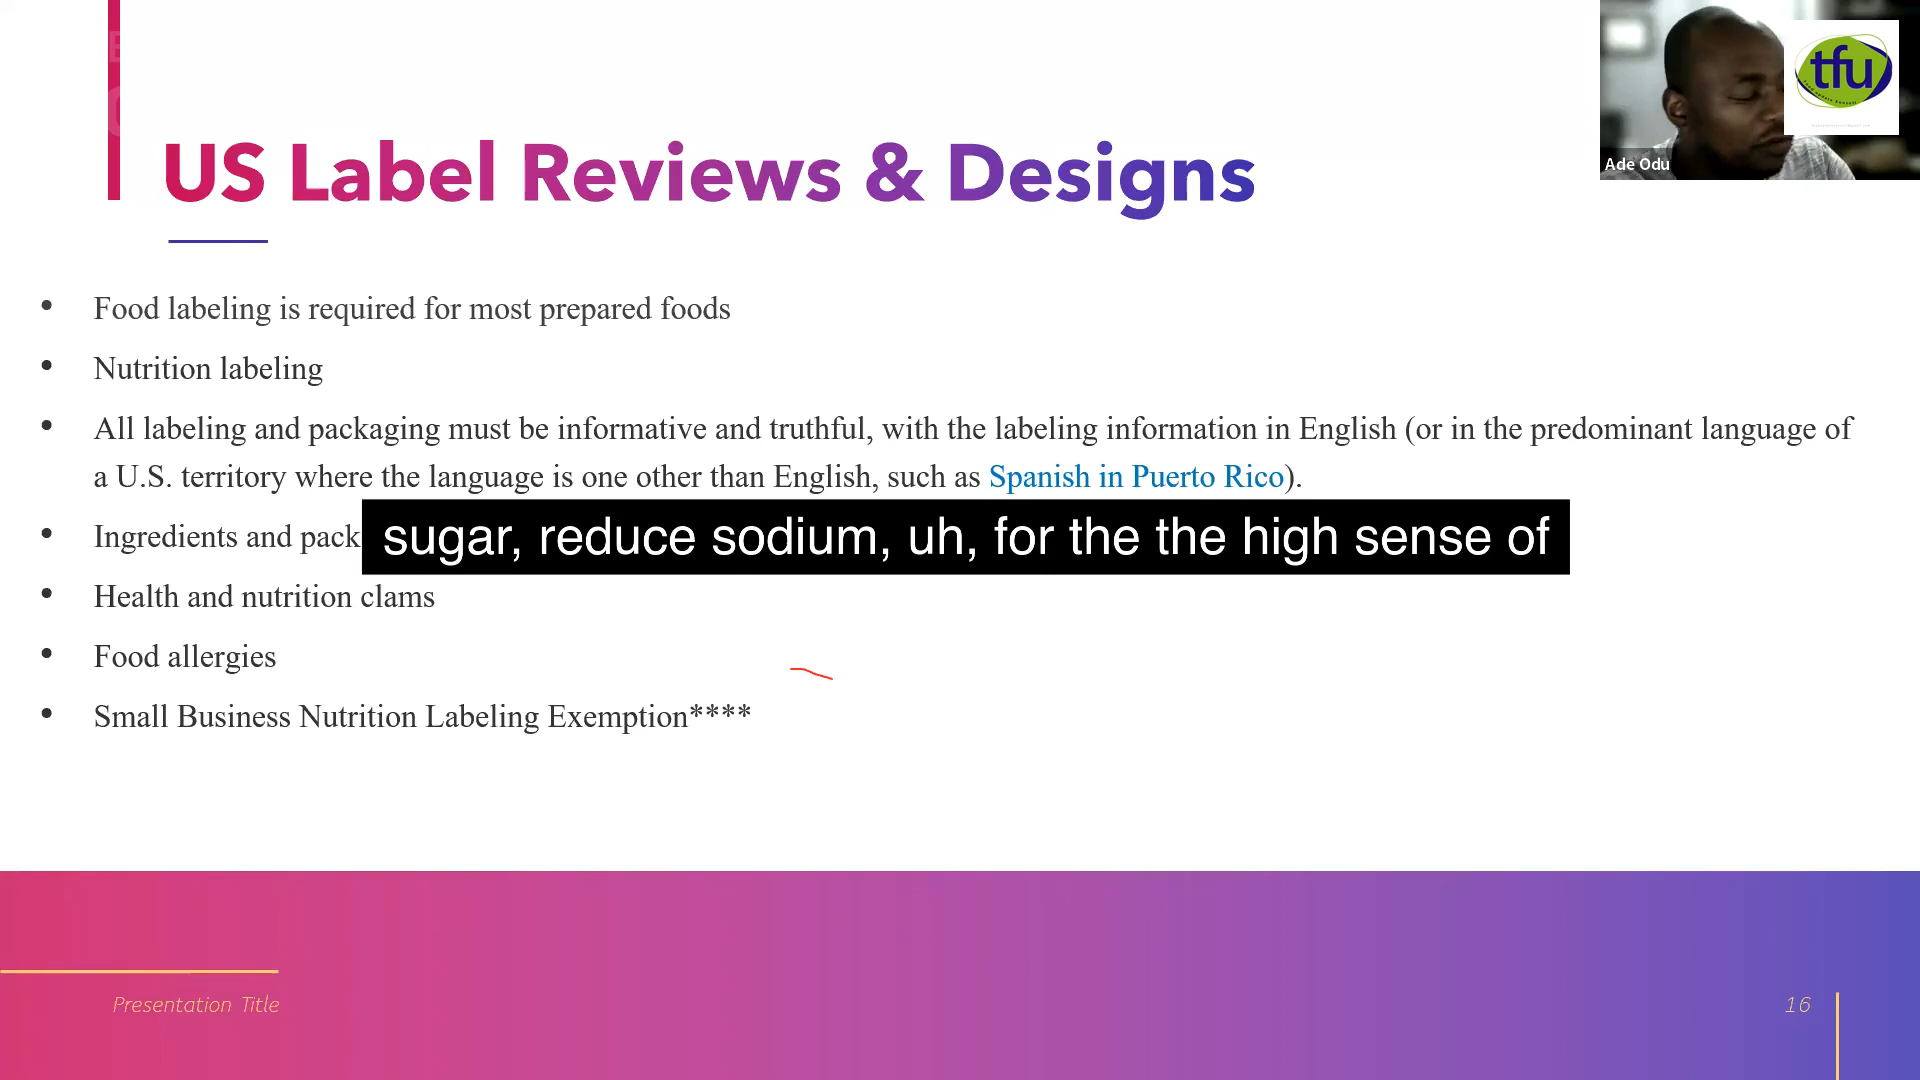 US Label Reviews & Designs
tfu
Ade Odu
• Food labeling is required for most prepared foods
• Nutrition labeling
• All labeling and packaging must be informative and truthful, with the labeling information in English (or in the predominant language of
a U.S. territory where the language is one other than English, such as Spanish in Puerto Rico).
• Ingredients and pack
sugar, reduce sodium, uh, for the the high sense of
• Health and nutrition clams
• Food allergies
• Small Business Nutrition Labeling Exemption****
Presentation Title
16